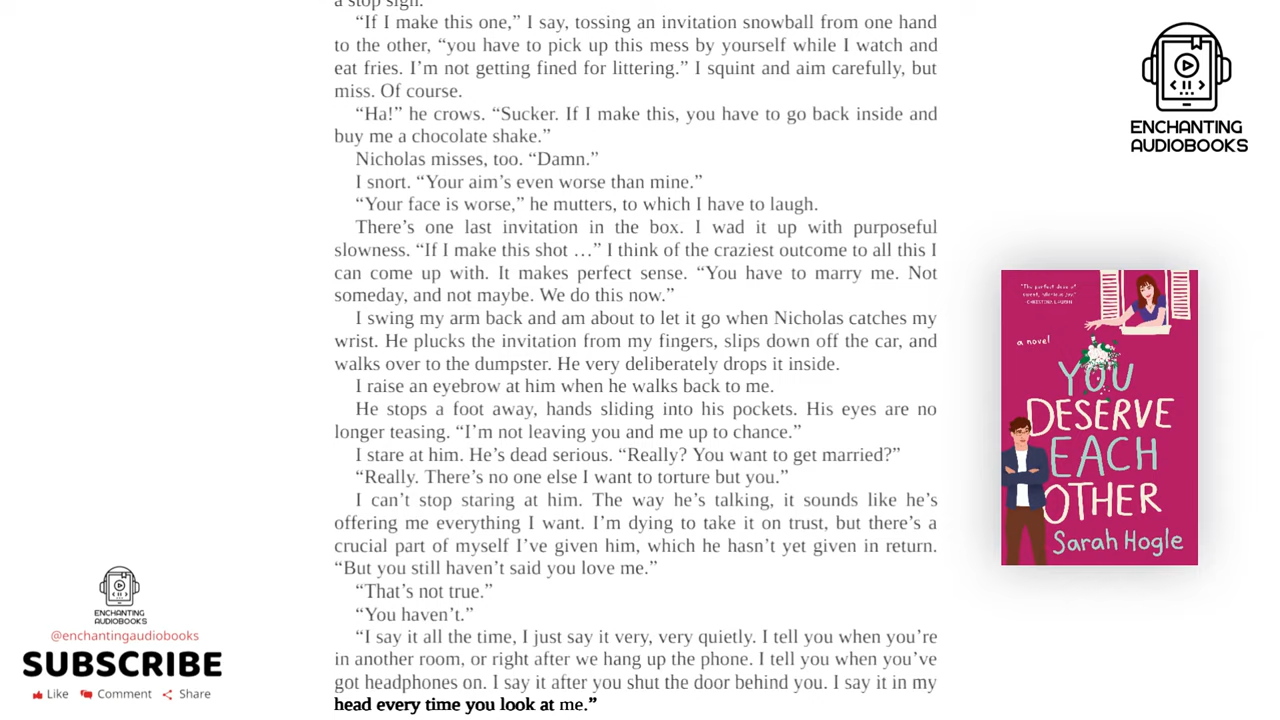 a stop sign.
“If I make this one,” I say, tossing an invitation snowball from one hand
to the other, “you have to pick up this mess by yourself while I watch and
eat fries. I’m not getting fined for littering.” I squint and aim carefully, but
miss. Of course.
“Ha!” he crows. “Sucker. If I make this, you have to go back inside and
buy me a chocolate shake.”
Nicholas misses, too. “Damn.”
I snort. “Your aim’s even worse than mine.”
“Your face is worse,” he mutters, to which I have to laugh.
There’s one last invitation in the box. I wad it up with purposeful
slowness. “If I make this shot …” I think of the craziest outcome to all this I
can come up with. It makes perfect sense. “You have to marry me. Not
someday, and not maybe. We do this now.”
I swing my arm back and am about to let it go when Nicholas catches my
wrist. He plucks the invitation from my fingers, slips down off the car, and
walks over to the dumpster. He very deliberately drops it inside.
I raise an eyebrow at him when he walks back to me.
He stops a foot away, hands sliding into his pockets. His eyes are no
longer teasing. “I’m not leaving you and me up to chance.”
I stare at him. He’s dead serious. “Really? You want to get married?”
“Really. There’s no one else I want to torture but you.”
I can’t stop staring at him. The way he’s talking, it sounds like he’s
offering me everything I want. I’m dying to take it on trust, but there’s a
crucial part of myself I’ve given him, which he hasn’t yet given in return.
“But you still haven’t said you love me.”
“That’s not true.”
“You haven’t.”
“I say it all the time, I just say it very, very quietly. I tell you when you’re
in another room, or right after we hang up the phone. I tell you when you’ve
got headphones on. I say it after you shut the door behind you. I say it in my
head every time you look at me.”
ENCHANTING
AUDIOBOOKS
a novel
YOU
DESERVE
EACH
OTHER
Sarah Hogle
ENCHANTING
AUDIOBOOKS
@enchantingaudiobooks
SUBSCRIBE
Like Comment Share